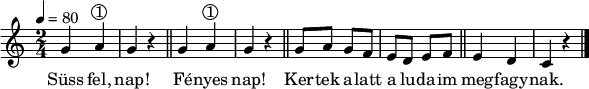 ♩ = 80 ① ①
2/4
Süss fel, nap! Fényes nap! Kertek alatt a ludaim megfagynak.